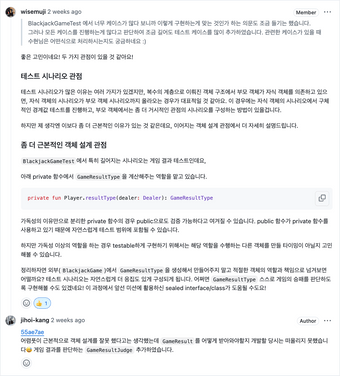 wisemuji 2 weeks ago
Member
BlackjackGameTest 에서 너무 케이스가 많다 보니까 이렇게 구현하는게 맞는 것인가 하는 의문도 조금 들기는 했습니다.
그러나 모든 케이스를 진행하는게 많다고 판단하여 조금 길어도 테스트 케이스를 많이 추가하였습니다. 관련한 케이스가 있을 때
수현님은 어떤식으로 처리하시는지도 궁금하네요 :)
좋은 고민이네요! 두 가지 관점이 있을 것 같아요!
테스트 시나리오 관점
테스트 시나리오가 많은 이유는 여러 가지가 있겠지만, 복수의 계층으로 이뤄진 객체 구조에서 부모 객체가 자식 객체를 의존하고 있으
면, 자식 객체의 시나리오가 부모 객체 시나리오까지 올라오는 경우가 대표적일 것 같아요. 이 경우에는 자식 객체의 시나리오에서 구체
적인 경계값 테스트를 진행하고, 부모 객체에서는 좀 더 거시적인 관점의 시나리오를 구성하는 방법이 있을겁니다.
하지만 제 생각엔 이보다 좀 더 근본적인 이유가 있는 것 같은데요, 이어지는 객체 설계 관점에서 더 자세히 설명드립니다.
좀 더 근본적인 객체 설계 관점
BlackjackGameTest 에서 특히 길어지는 시나리오는 게임 결과 테스트인데요,
아래 private 함수에서 GameResultType 을 계산해주는 역할을 맡고 있습니다.
private fun Player.resultType(dealer: Dealer): GameResultType
가독성의 이유만으로 분리한 private 함수의 경우 public으로도 검증 가능하다고 여겨질 수 있습니다. public 함수가 private 함수를
사용하고 있기 때문에 자연스럽게 테스트 범위에 포함될 수 있습니다.
하지만 가독성 이상의 역할을 하는 경우 testable하게 구현하기 위해서는 해당 역할을 수행하는 다른 객체를 만들 타이밍이 아닐지 고민
해볼 수 있습니다.
정리하자면 외부( BlackjackGame )에서 GameResultType 을 생성해서 만들어주지 말고 적절한 객체의 역할과 책임으로 넘겨보면
어떨까요? 테스트 시나리오는 자연스럽게 더 응집도 있게 구성되게 됩니다. 어쩌면 GameResultType 스스로 게임의 승패를 판단하도
록 구현해볼 수도 있겠네요! 이 과정에서 앞선 미션에 활용하신 sealed interface/class가 도움될 수도요!
👍 1
jihoi-kang 2 weeks ago
Author
55ae7ae
어렴풋이 근본적으로 객체 설계를 잘못 했다고는 생각했는데 GameResult 를 어떻게 받아와야할지 개발할 당시는 떠올리지 못했습니
다😅 게임 결과를 판단하는 GameResultJudge 추가하였습니다.